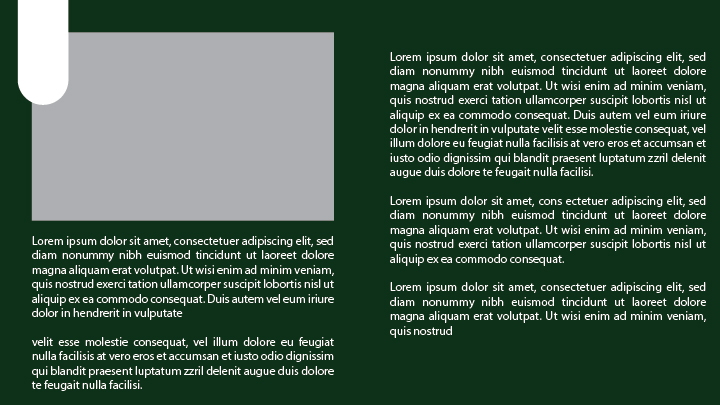 Lorem ipsum dolor sit amet, consectetuer adipiscing elit, sed
diam nonummy nibh euismod tincidunt ut laoreet dolore
magna aliquam erat volutpat. Ut wisi enim ad minim veniam,
quis nostrud exerci tation ullamcorper suscipit lobortis nisl ut
aliquip ex ea commodo consequat. Duis autem vel eum iriure
dolor in hendrerit in vulputate
velit esse molestie consequat, vel illum dolore eu feugiat
nulla facilisis at vero eros et accumsan et iusto odio dignissim
qui blandit praesent luptatum zzril delenit augue duis dolore
te feugait nulla facilisi.
Lorem ipsum dolor sit amet, consectetuer adipiscing elit, sed
diam nonummy nibh euismod tincidunt ut laoreet dolore
magna aliquam erat volutpat. Ut wisi enim ad minim veniam,
quis nostrud exerci tation ullamcorper suscipit lobortis nisl ut
aliquip ex ea commodo consequat. Duis autem vel eum iriure
dolor in hendrerit in vulputate velit esse molestie consequat, vel
illum dolore eu feugiat nulla facilisis at vero eros et accumsan et
iusto odio dignissim qui blandit praesent luptatum zzril delenit
augue duis dolore te feugait nulla facilisi.
Lorem ipsum dolor sit amet, cons ectetuer adipiscing elit, sed
diam nonummy nibh euismod tincidunt ut laoreet dolore
magna aliquam erat volutpat. Ut wisi enim ad minim veniam,
quis nostrud exerci tation ullamcorper suscipit lobortis nisl ut
aliquip ex ea commodo consequat.
Lorem ipsum dolor sit amet, consectetuer adipiscing elit, sed
diam nonummy nibh euismod tincidunt ut laoreet dolore
magna aliquam erat volutpat. Ut wisi enim ad minim veniam,
quis nostrud